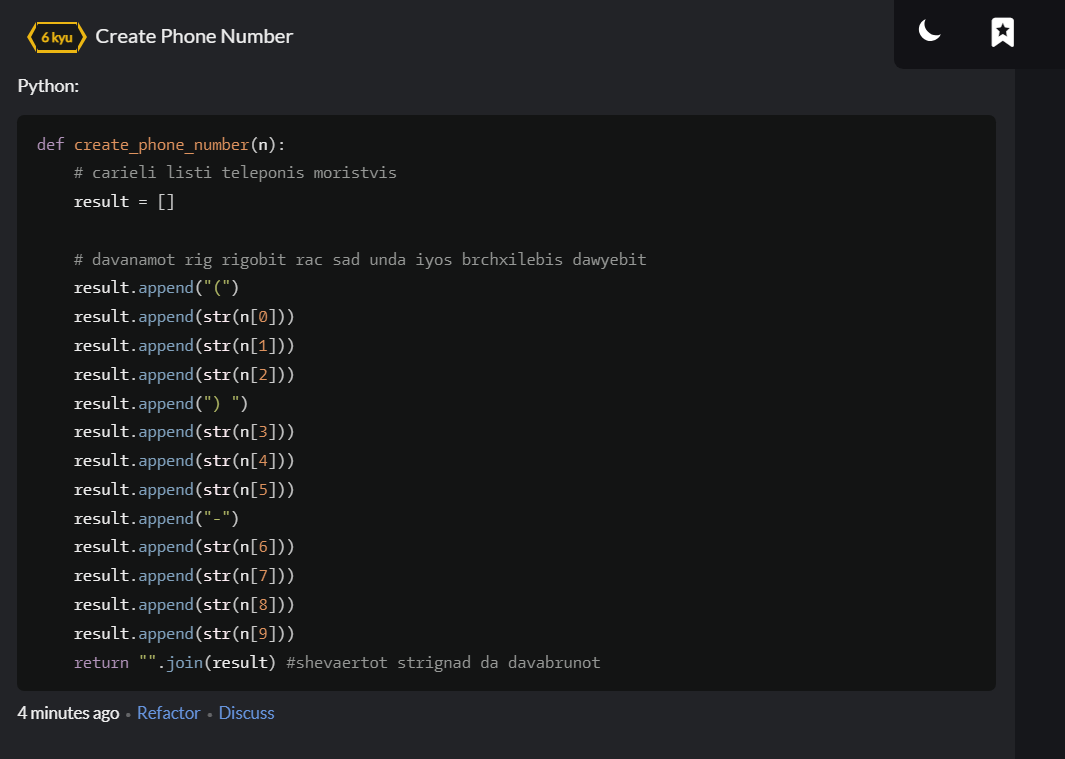 6 kyu Create Phone Number
Python:
def create_phone_number(n):
    # carieli listi teleponis moristvis
    result = []

    # davanamot rig rigobit rac sad unda iyos brchxilebis dawyebit
    result.append("(")
    result.append(str(n[0]))
    result.append(str(n[1]))
    result.append(str(n[2]))
    result.append(") ")
    result.append(str(n[3]))
    result.append(str(n[4]))
    result.append(str(n[5]))
    result.append("-")
    result.append(str(n[6]))
    result.append(str(n[7]))
    result.append(str(n[8]))
    result.append(str(n[9]))
    return "".join(result) #shevaertot strignad da davabrunot
4 minutes ago • Refactor • Discuss